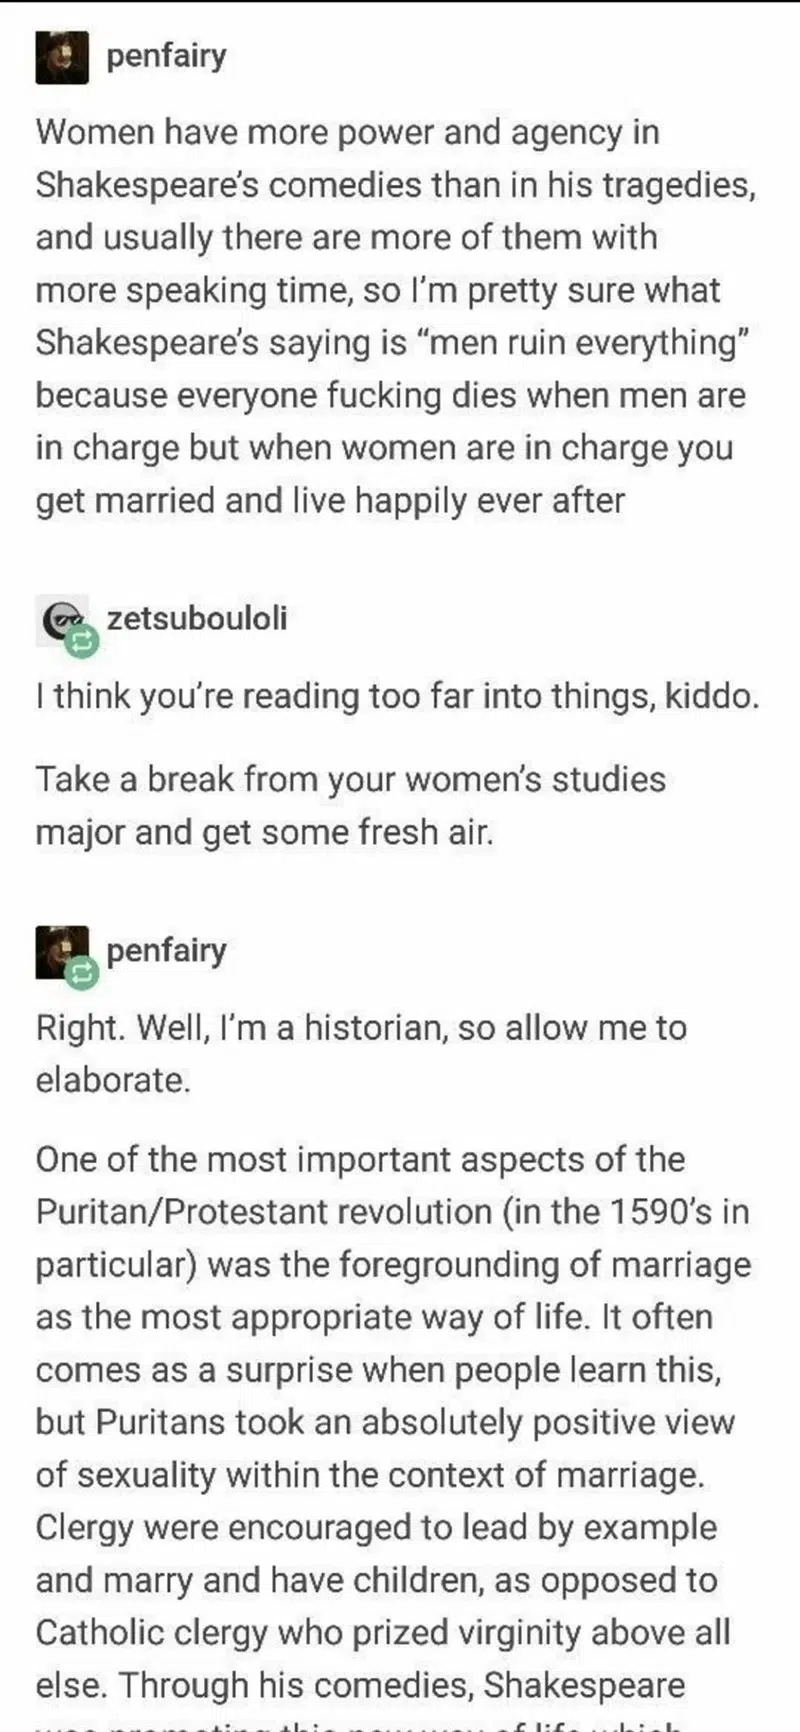 penfairy
Women have more power and agency in
Shakespeare's comedies than in his tragedies,
and usually there are more of them with
more speaking time, so I'm pretty sure what
Shakespeare's saying is “men ruin everything”
because everyone fucking dies when men are
in charge but when women are in charge you
get married and live happily ever after
zetsubouloli
I think you're reading too far into things, kiddo.
Take a break from your women's studies
major and get some fresh air.
penfairy
Right. Well, I'm a historian, so allow me to
elaborate.
One of the most important aspects of the
Puritan/Protestant revolution (in the 1590's in
particular) was the foregrounding of marriage
as the most appropriate way of life. It often
comes as a surprise when people learn this,
but Puritans took an absolutely positive view
of sexuality within the context of marriage.
Clergy were encouraged to lead by example
and marry and have children, as opposed to
Catholic clergy who prized virginity above all
else. Through his comedies, Shakespeare
was promoting this new way of life which